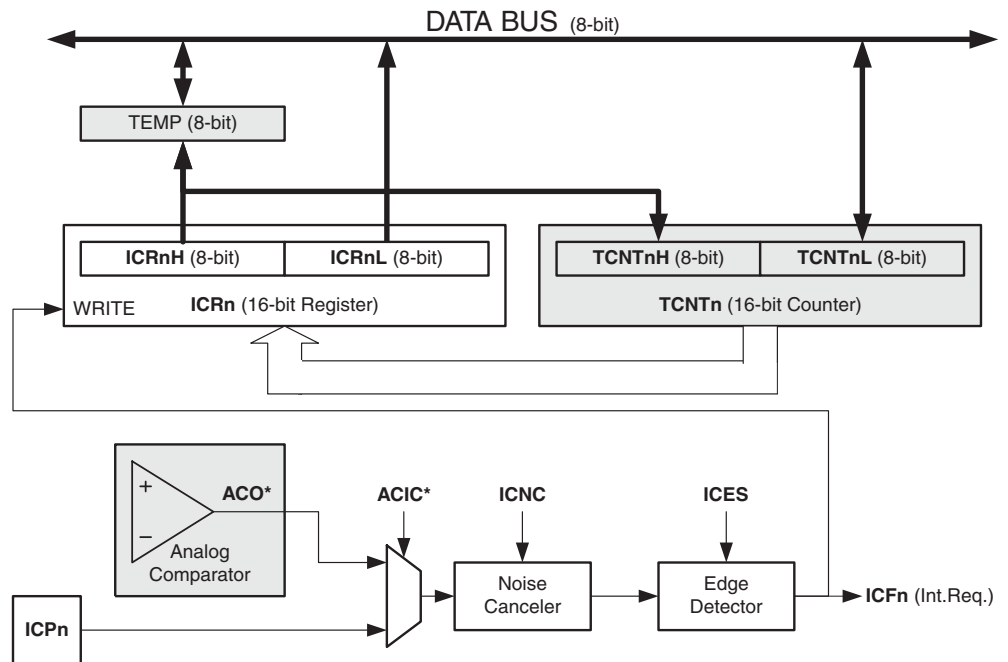 DATA BUS (8-bit)
TEMP (8-bit)
ICRnH (8-bit) ICRnL (8-bit) TCNTnH (8-bit) TCNTnL (8-bit)
WRITE ICRn (16-bit Register) TCNTn (16-bit Counter)
+
−
ACO*
Analog
Comparator
ACIC* ICNC ICES
Noise
Canceler
Edge
Detector
ICFn (Int.Req.)
ICPn